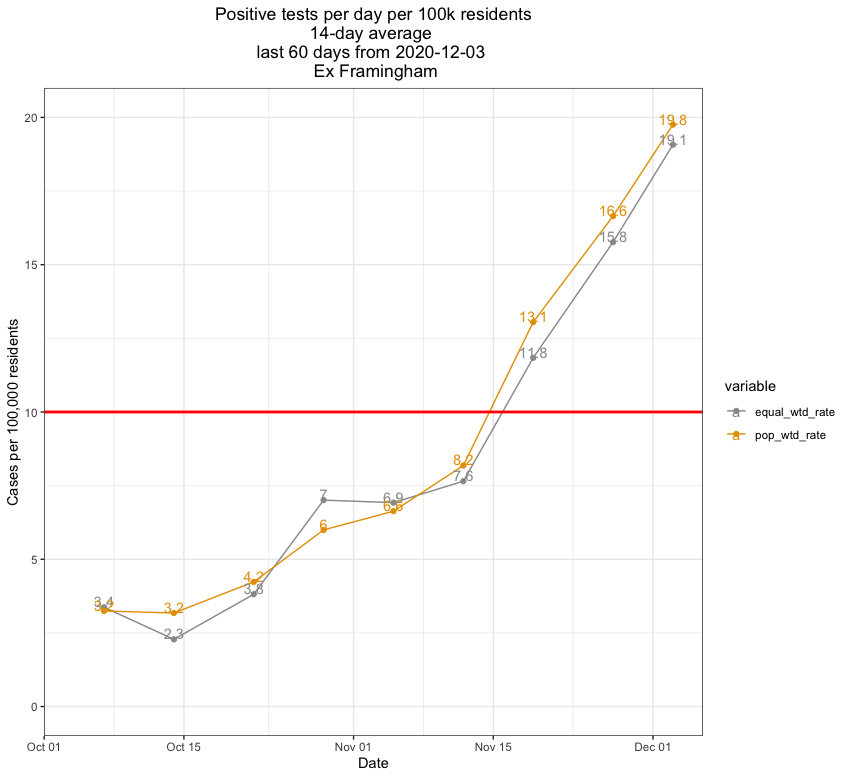 Positive tests per day per 100k residents
14-day average
last 60 days from 2020-12-03
Ex Framingham
Cases per 100,000 residents
20
15
10
5
0
19.8
19.1
16.6
15.8
13.1
11.8
8.2
7.6
7
6.9
6.6
6
4.2
3.8
3.4
3.2
3.2
2.3
Oct 01
Oct 15
Nov 01
Nov 15
Dec 01
Date
variable
a equal_wtd_rate
a pop_wtd_rate